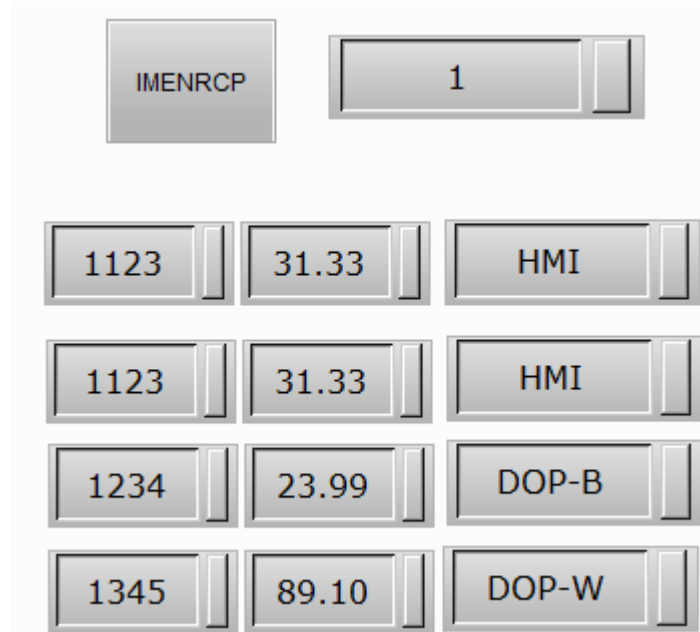 IMENRCP 1
1123 31.33 HMI
1123 31.33 HMI
1234 23.99 DOP-B
1345 89.10 DOP-W